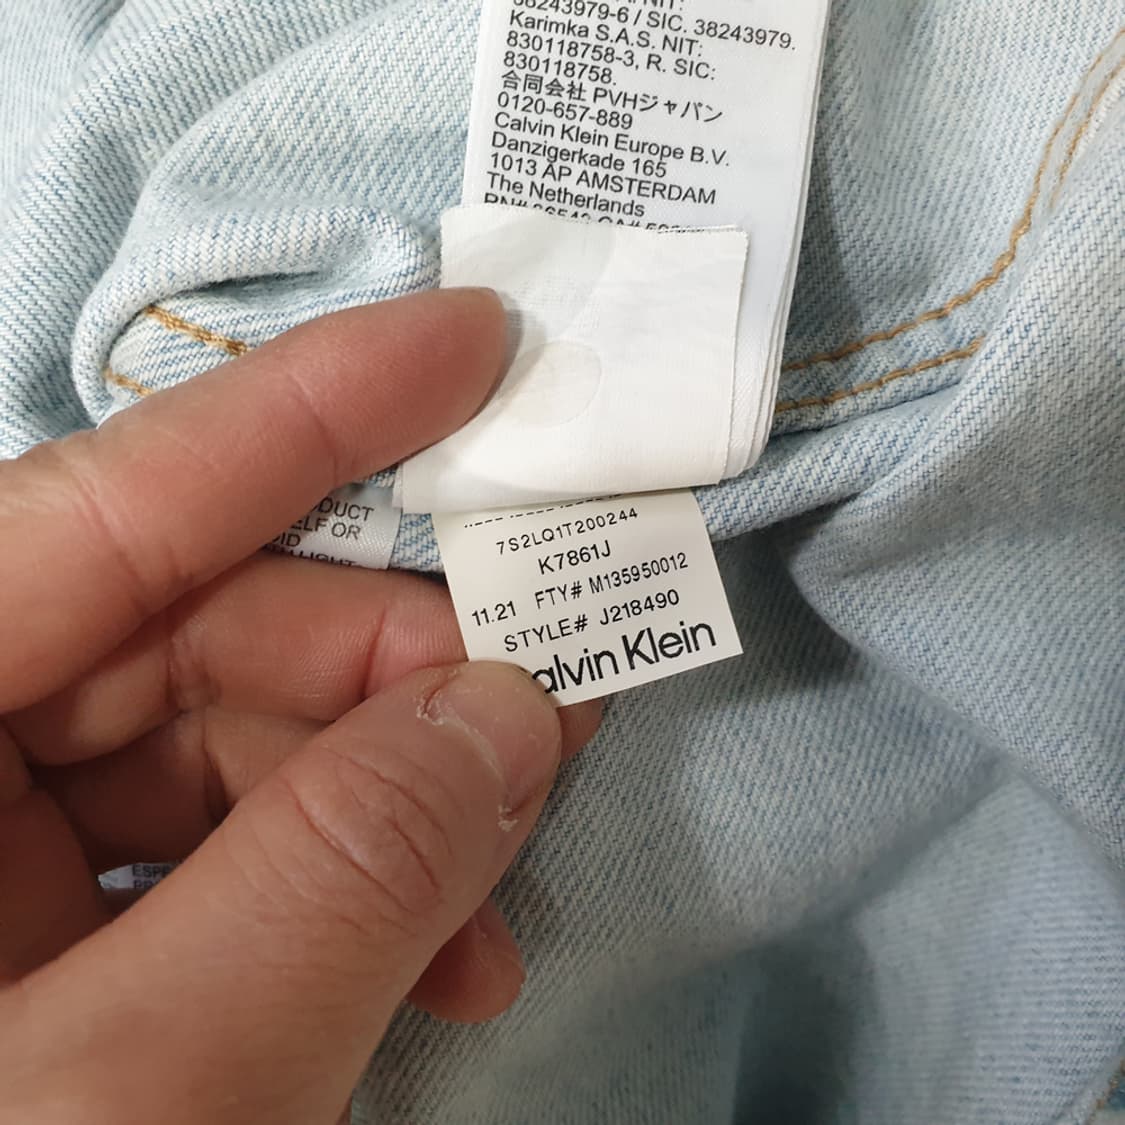 38243979-6 / SIC. 38243979.
Karimka S.A.S. NIT:
830118758-3, R. SIC:
830118758.
合同会社 PVHジャパン
0120-657-889
Calvin Klein Europe B.V.
Danzigerkade 165
1013 AP AMSTERDAM
The Netherlands
ELF OR
7S2LQ1T200244
K7861J
11.21 FTY# M135950012
STYLE# J218490
alvin Klein